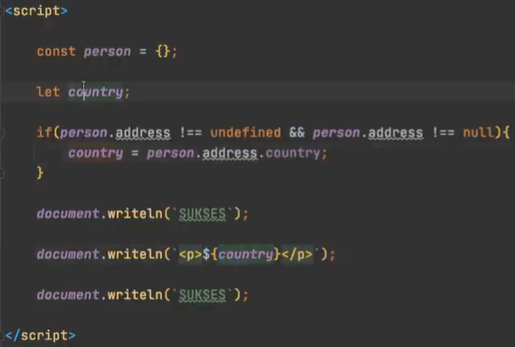 <script>
const person = {};
let country;
if(person.address !== undefined && person.address !== null){
country = person.address.country;
}
document.writeln(`SUKSES`);
document.writeln(`<p>${country}</p>`);
document.writeln(`SUKSES`);
</script>